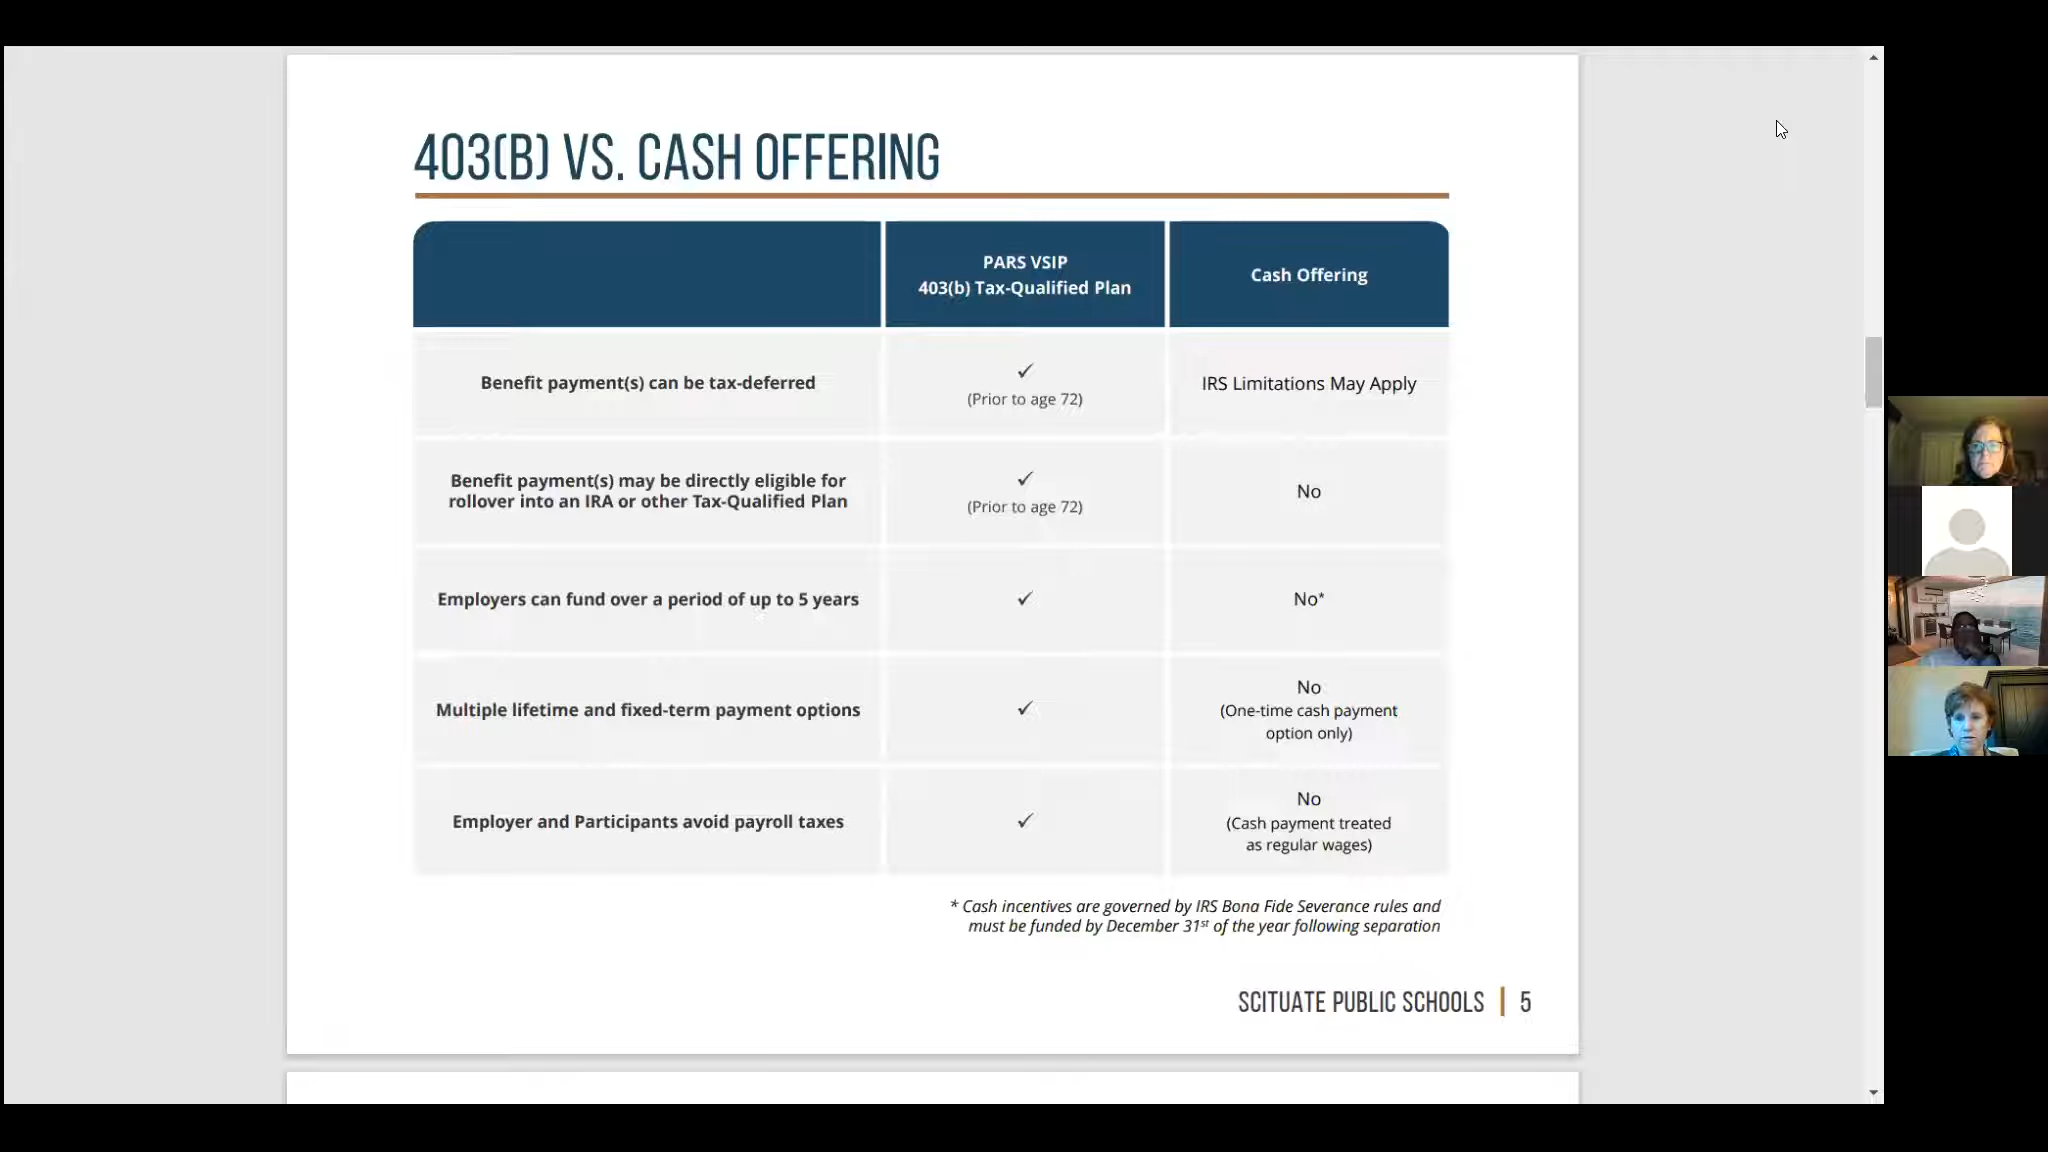 403(B) VS. CASH OFFERING
PARS VSIP
403(b) Tax-Qualified Plan
Cash Offering
Benefit payment(s) can be tax-deferred
✓
(Prior to age 72)
IRS Limitations May Apply
Benefit payment(s) may be directly eligible for
rollover into an IRA or other Tax-Qualified Plan
✓
(Prior to age 72)
No
Employers can fund over a period of up to 5 years
✓
No*
Multiple lifetime and fixed-term payment options
✓
No
(One-time cash payment
option only)
Employer and Participants avoid payroll taxes
✓
No
(Cash payment treated
as regular wages)
* Cash incentives are governed by IRS Bona Fide Severance rules and
must be funded by December 31st of the year following separation
SCITUATE PUBLIC SCHOOLS | 5